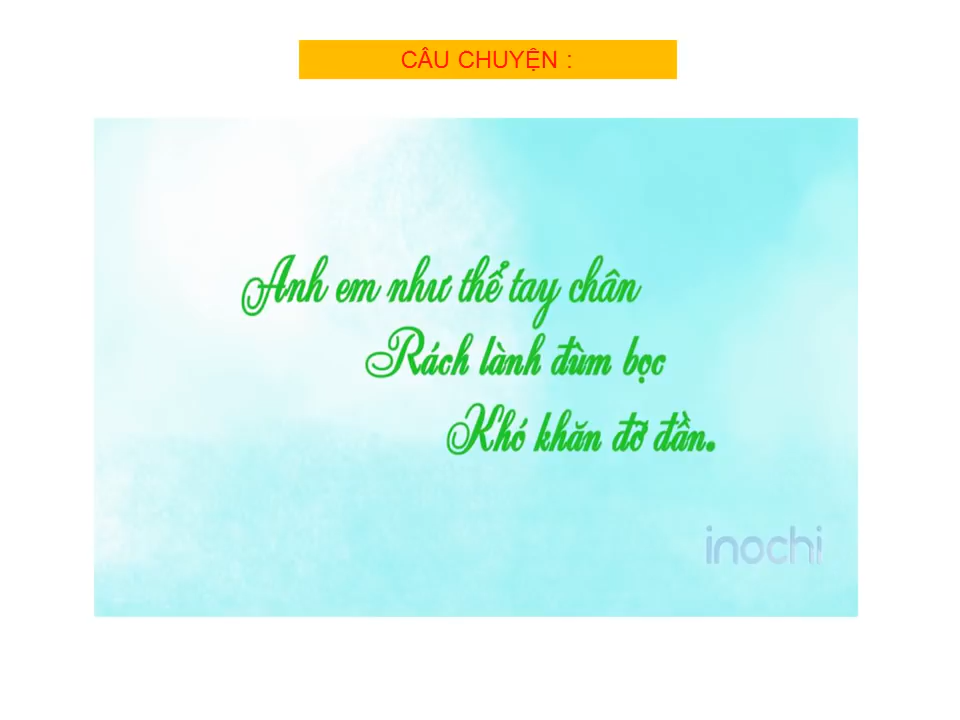 CÂU CHUYỆN :
Anh em như thể tay chân
Rách lành đùm bọc
Khó khăn đỡ đần.
inochi